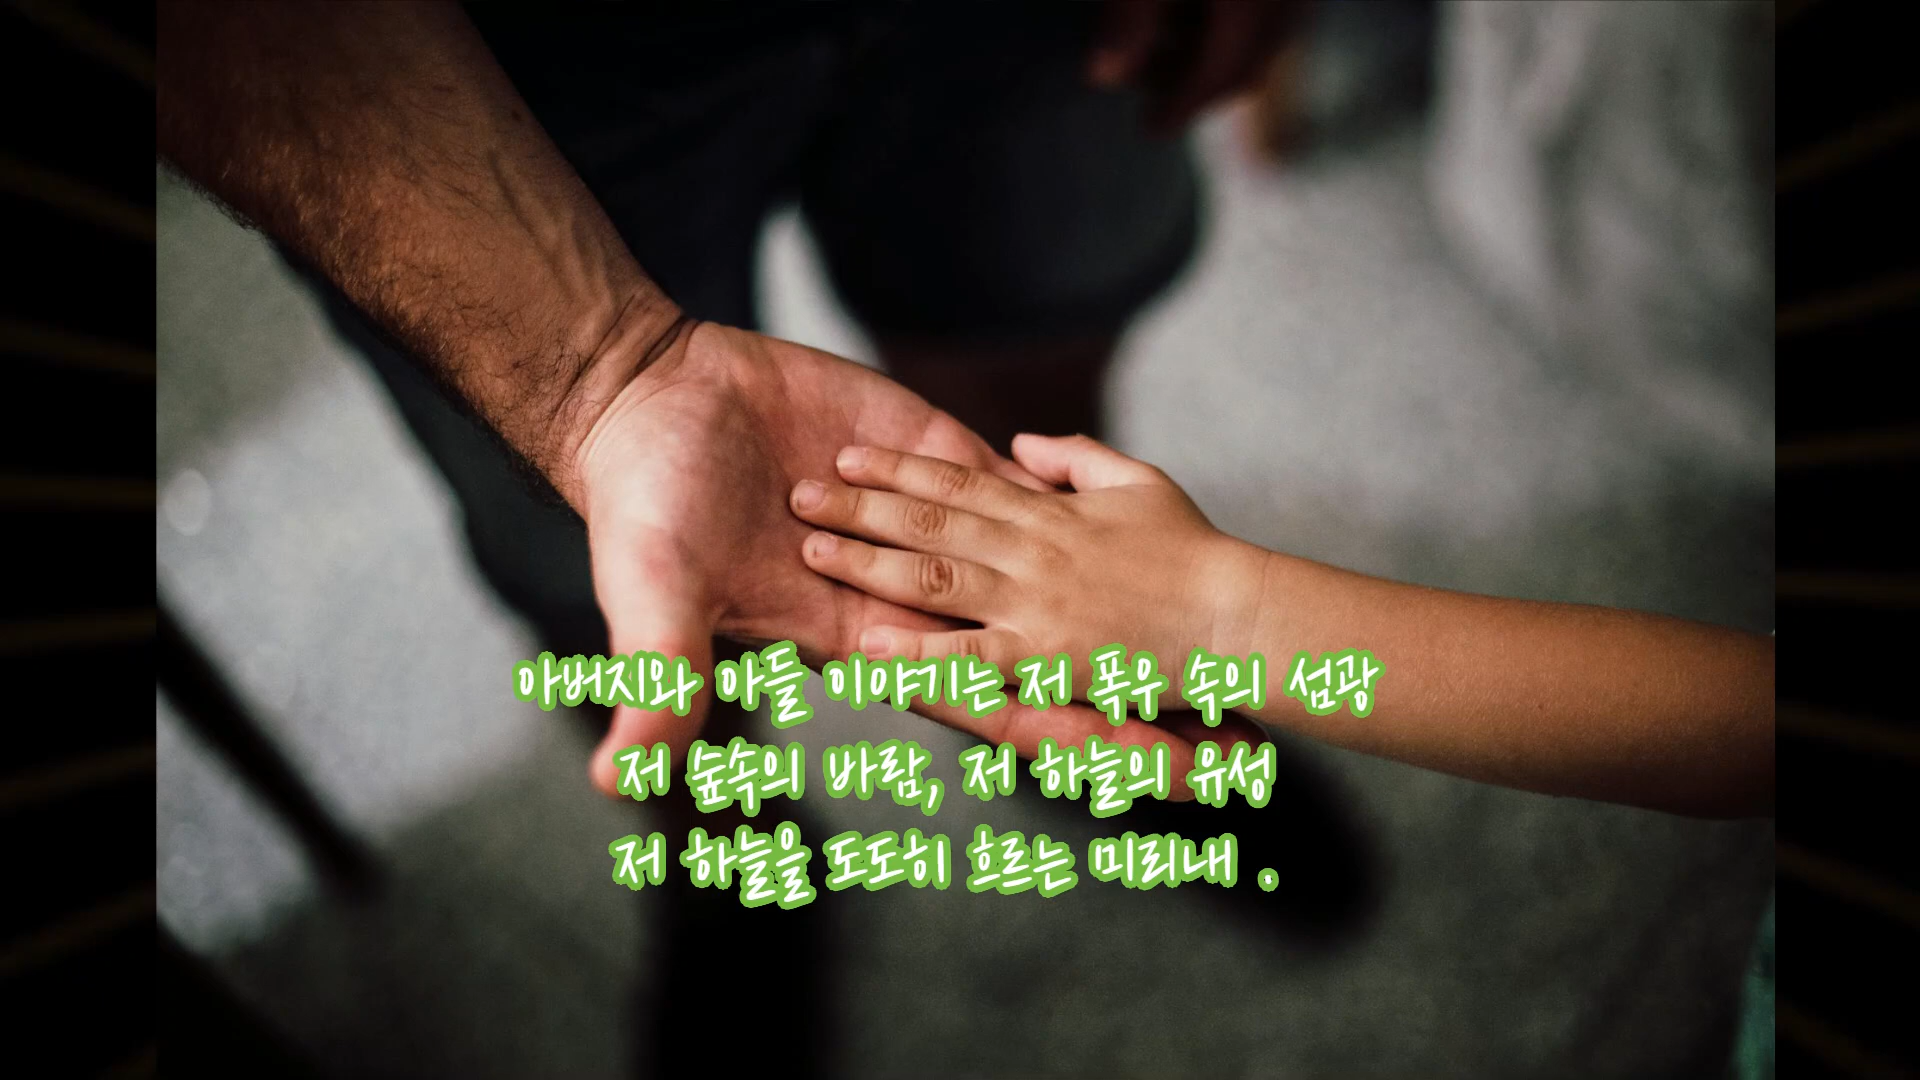 아버지와 아들 이야기는 저 폭우 속의 섬광
저 숲속의 바람, 저 하늘의 유성
저 하늘을 도도히 흐르는 미리내 .